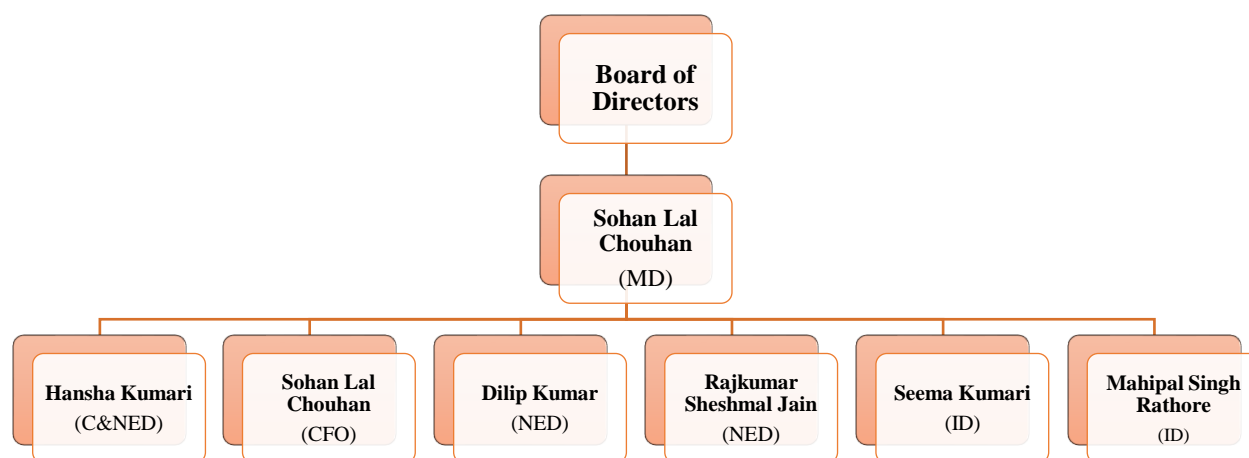 Board of
Directors
Sohan Lal
Chouhan
(MD)
Hansha Kumari
(C&NED)
Sohan Lal
Chouhan
(CFO)
Dilip Kumar
(NED)
Rajkumar
Sheshmal Jain
(NED)
Seema Kumari
(ID)
Mahipal Singh
Rathore
(ID)